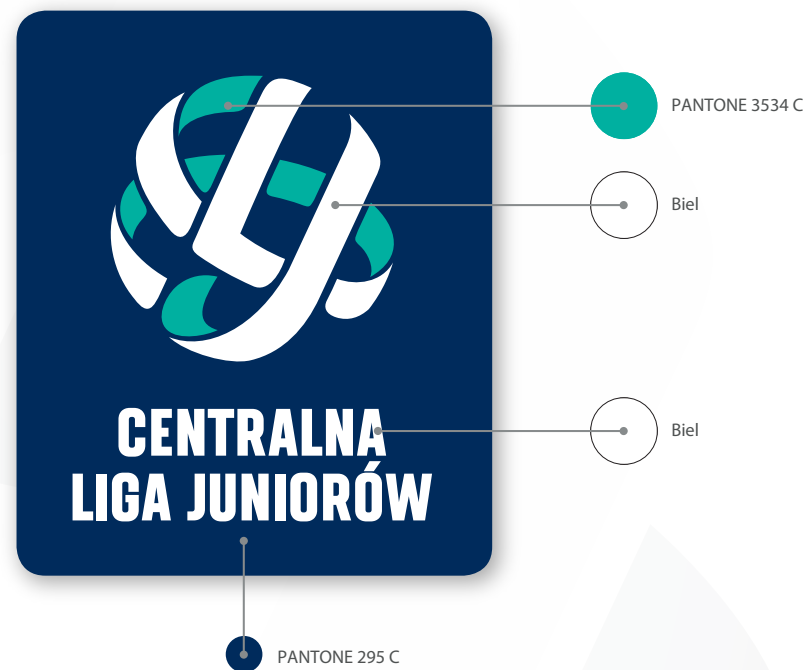 PANTONE 3534 C
Biel
CENTRALNA
LIGA JUNIORÓW
Biel
PANTONE 295 C